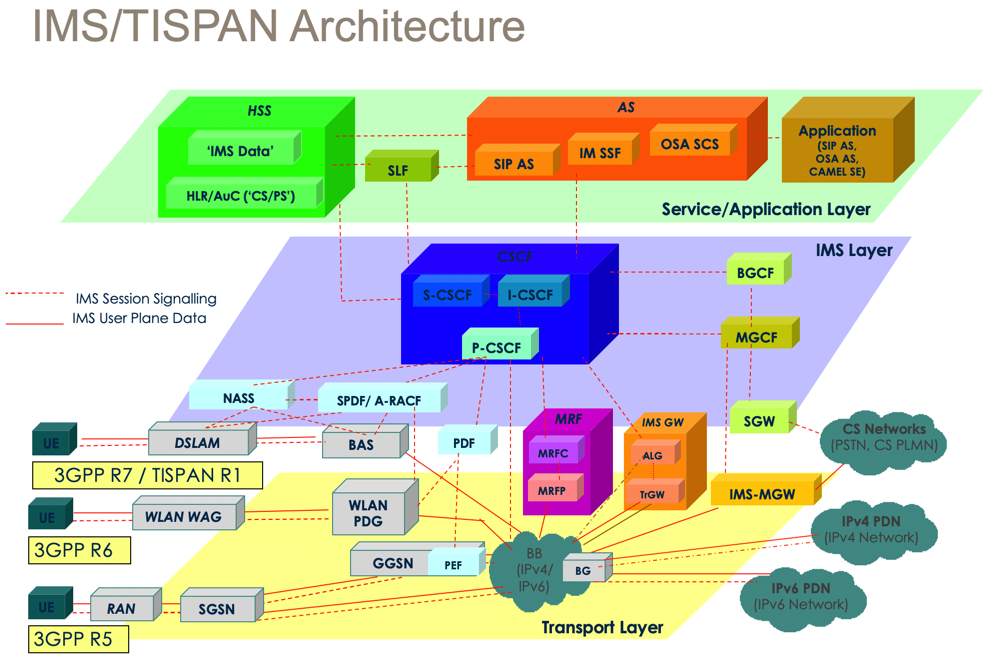 IMS/TISPAN Architecture
HSS
'IMS Data'
HLR/AuC ('CS/PS')
SLF
AS
SIP AS
IM SSF
OSA SCS
Application
(SIP AS,
OSA AS,
CAMEL SE)
Service/Application Layer
IMS Layer
CSCF
S-CSCF
I-CSCF
P-CSCF
BGCF
MGCF
SGW
IMS Session Signalling
IMS User Plane Data
NASS
SPDF/ A-RACF
UE
DSLAM
BAS
PDF
3GPP R7 / TISPAN R1
MRF
MRFC
MRFP
IMS GW
ALG
TrGW
IMS-MGW
CS Networks
(PSTN, CS PLMN)
UE
WLAN WAG
WLAN
PDG
3GPP R6
GGSN
PEF
BB
(IPv4/
IPv6)
BG
IPv4 PDN
(IPv4 Network)
IPv6 PDN
(IPv6 Network)
UE
RAN
SGSN
3GPP R5
Transport Layer